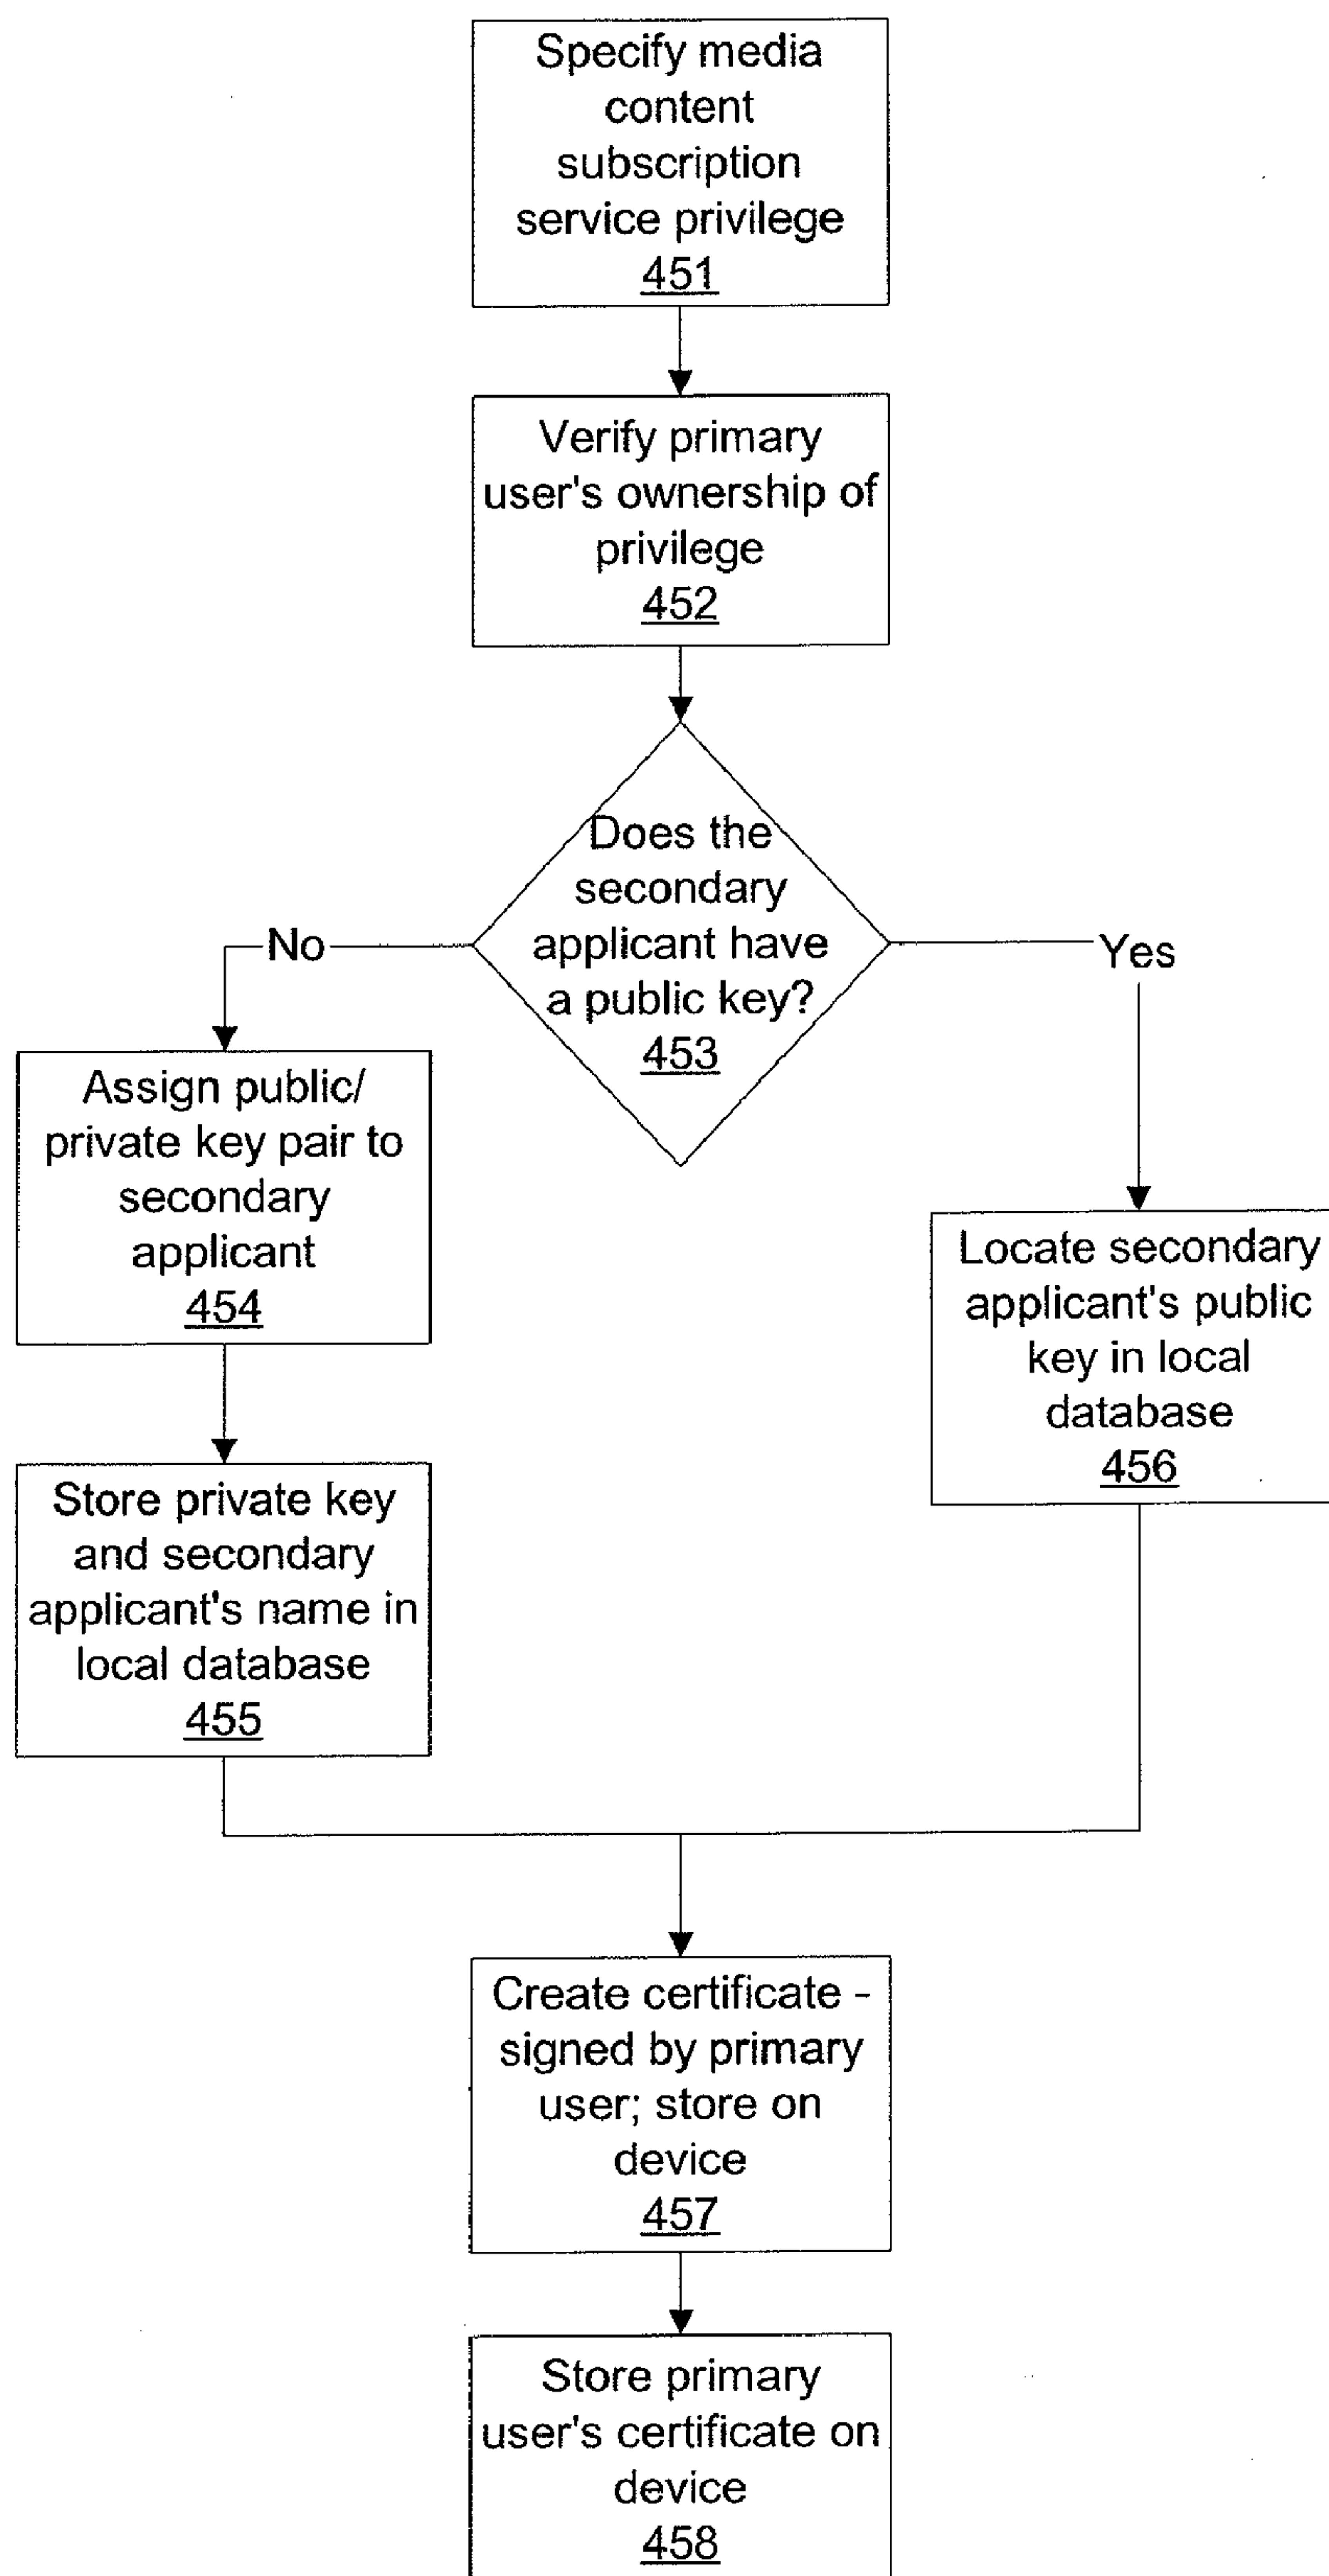 Specify media
content
subscription
service privilege
451
Verify primary
user's ownership of
privilege
452
Does the
secondary
applicant have
a public key?
453
No
Yes
Assign public/
private key pair to
secondary
applicant
454
Locate secondary
applicant's public
key in local
database
456
Store private key
and secondary
applicant's name in
local database
455
Create certificate -
signed by primary
user; store on
device
457
Store primary
user's certificate on
device
458